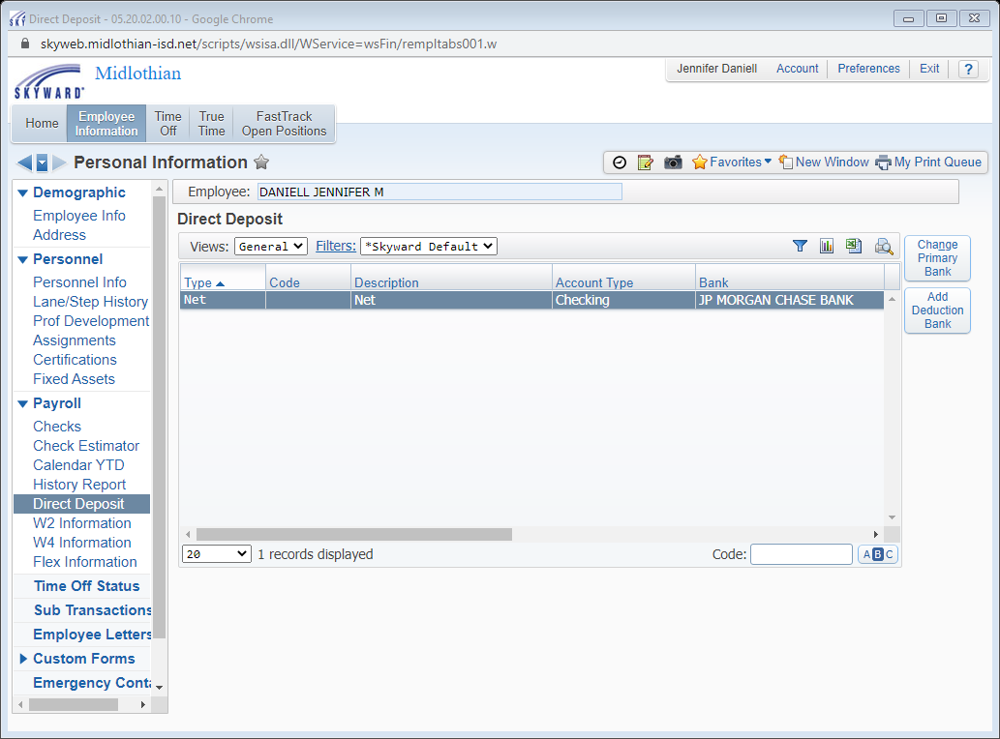 Direct Deposit - 05.20.02.00.10 - Google Chrome
skyweb.midlothian-isd.net/scripts/wsisa.dll/WService=wsFin/rempltabs001.w
SKYWARD
Midlothian
Jennifer Daniell Account Preferences Exit ?
Home
Employee Information
Time Off
True Time
FastTrack Open Positions
Personal Information
Favorites New Window My Print Queue
Demographic
Employee Info
Address
Personnel
Personnel Info
Lane/Step History
Prof Development
Assignments
Certifications
Fixed Assets
Payroll
Checks
Check Estimator
Calendar YTD
History Report
Direct Deposit
W2 Information
W4 Information
Flex Information
Time Off Status
Sub Transactions
Employee Letters
Custom Forms
Emergency Conta
Employee: DANIELL JENNIFER M
Direct Deposit
Views: General Filters: *Skyward Default
Type Code Description Account Type Bank
Net Net Checking JP MORGAN CHASE BANK
20 1 records displayed Code: A B C
Change
Primary
Bank
Add
Deduction
Bank